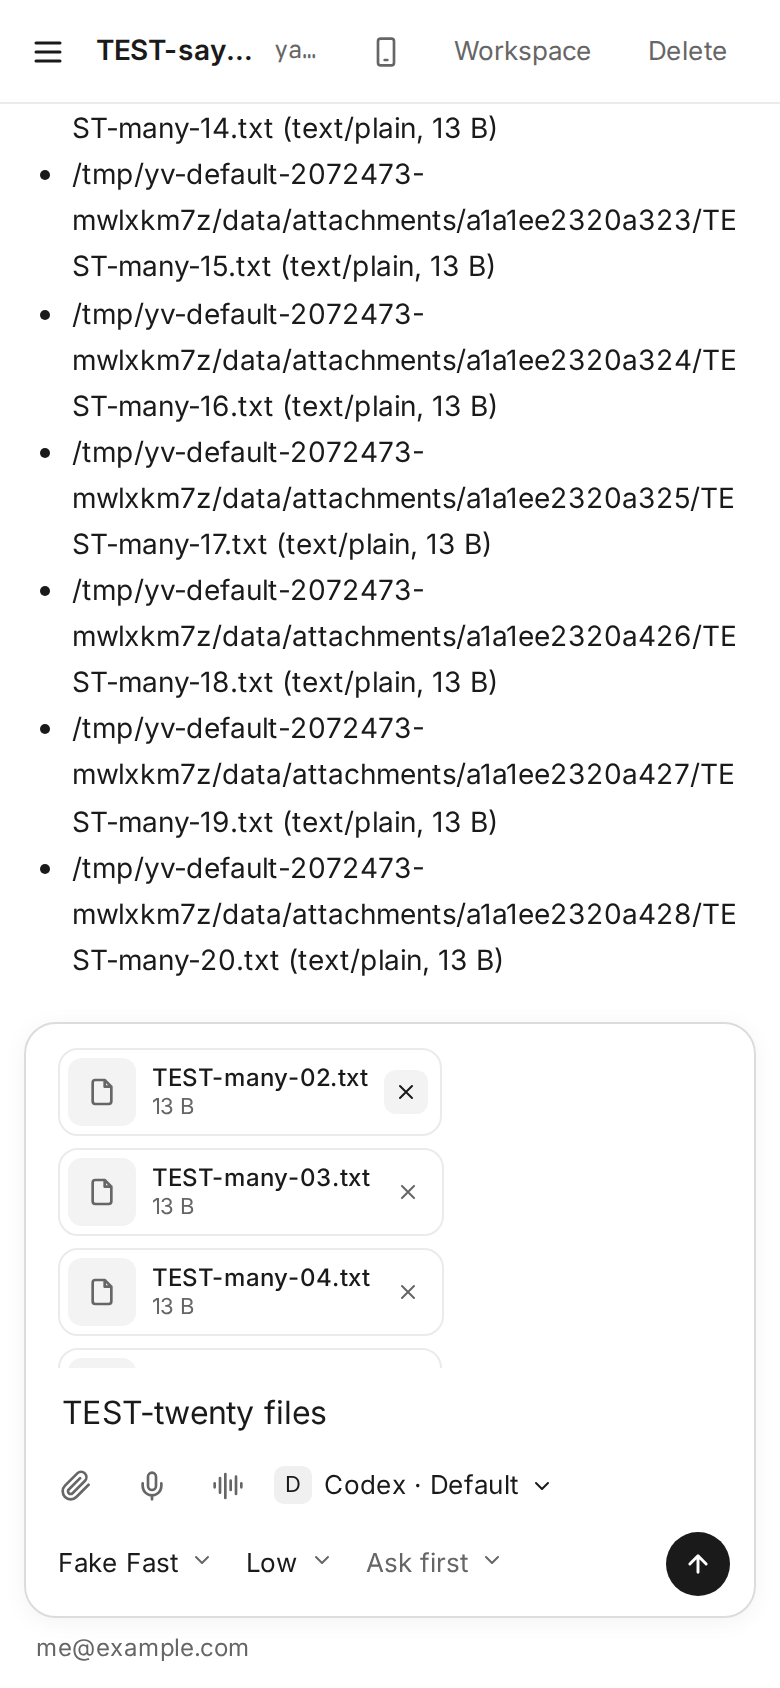 TEST-say... ya... Workspace Delete
ST-many-14.txt (text/plain, 13 B)
• /tmp/yv-default-2072473-
mwlxkm7z/data/attachments/a1a1ee2320a323/TE
ST-many-15.txt (text/plain, 13 B)
• /tmp/yv-default-2072473-
mwlxkm7z/data/attachments/a1a1ee2320a324/TE
ST-many-16.txt (text/plain, 13 B)
• /tmp/yv-default-2072473-
mwlxkm7z/data/attachments/a1a1ee2320a325/TE
ST-many-17.txt (text/plain, 13 B)
• /tmp/yv-default-2072473-
mwlxkm7z/data/attachments/a1a1ee2320a426/TE
ST-many-18.txt (text/plain, 13 B)
• /tmp/yv-default-2072473-
mwlxkm7z/data/attachments/a1a1ee2320a427/TE
ST-many-19.txt (text/plain, 13 B)
• /tmp/yv-default-2072473-
mwlxkm7z/data/attachments/a1a1ee2320a428/TE
ST-many-20.txt (text/plain, 13 B)
TEST-many-02.txt
13 B
TEST-many-03.txt
13 B
TEST-many-04.txt
13 B
TEST-twenty files
D Codex · Default
Fake Fast Low Ask first
me@example.com